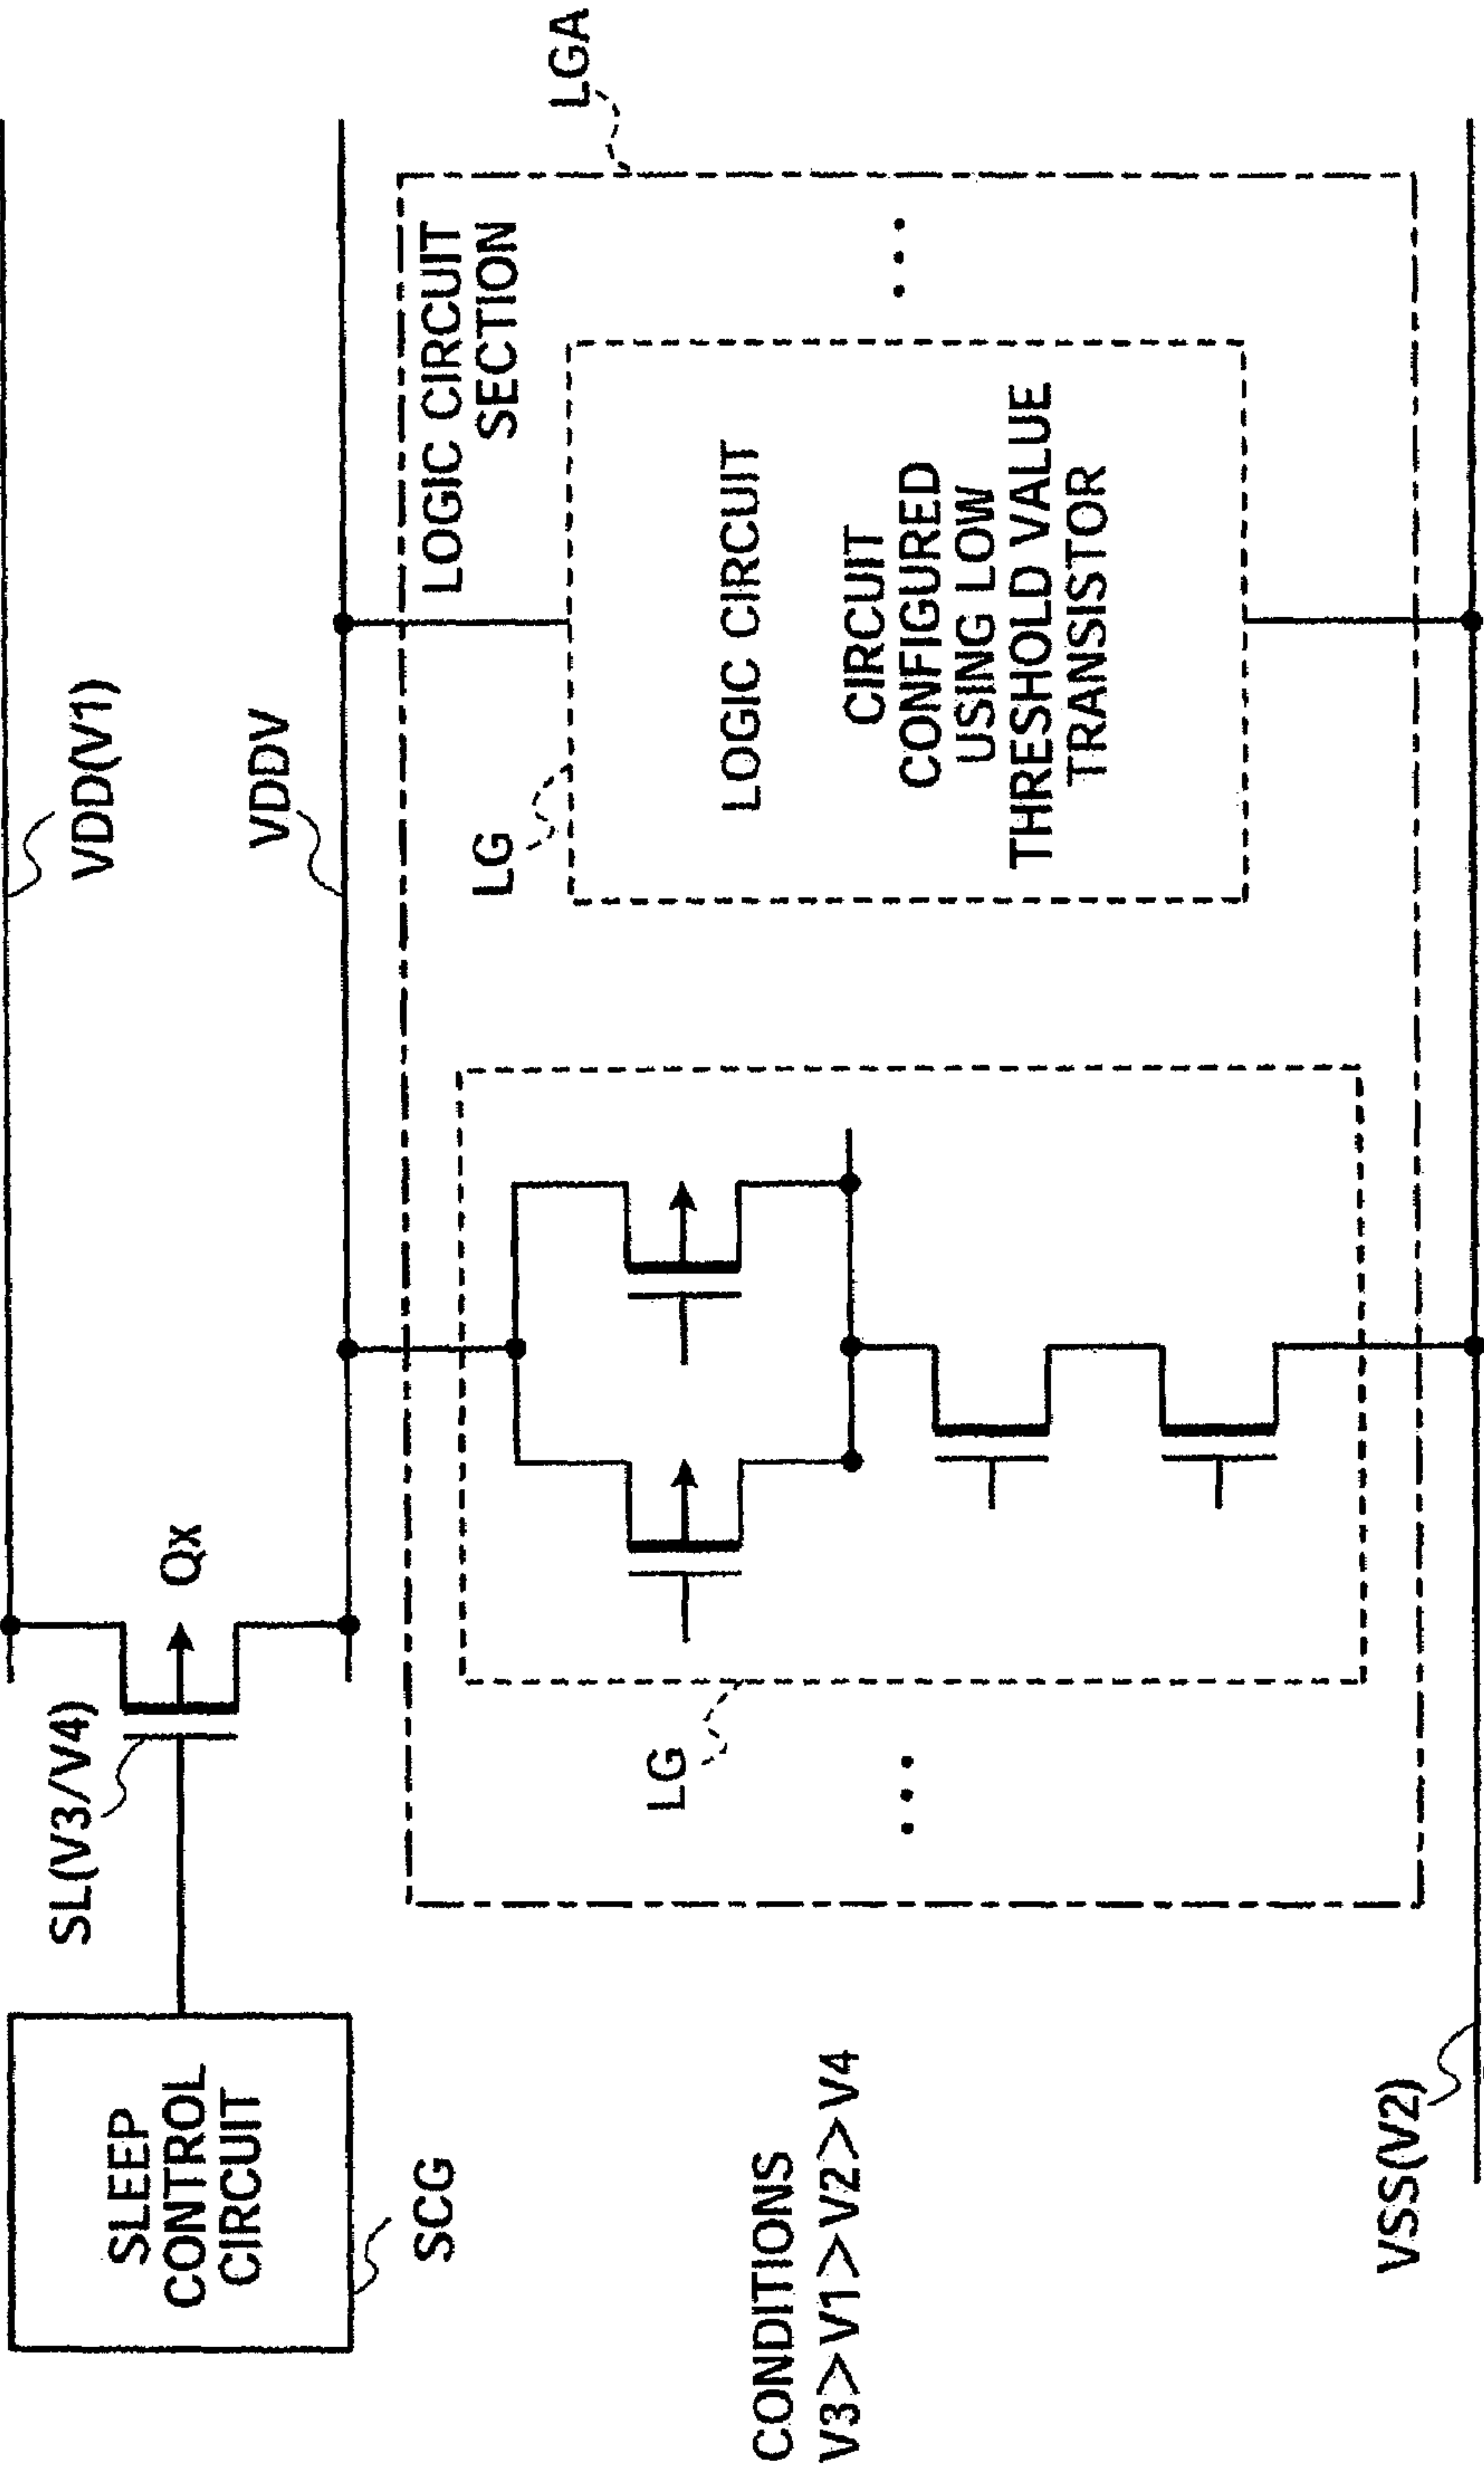 SLEEP
CONTROL
CIRCUIT
SCG
SL(V3/V4)
Qx
VDD(V1)
VDDV
LGA
LOGIC CIRCUIT
SECTION
LG
LG
LOGIC CIRCUIT
CIRCUIT
CONFIGURED
USING LOW
THRESHOLD VALUE
TRANSISTOR
CONDITIONS
V3>V1>V2>V4
VSS(V2)